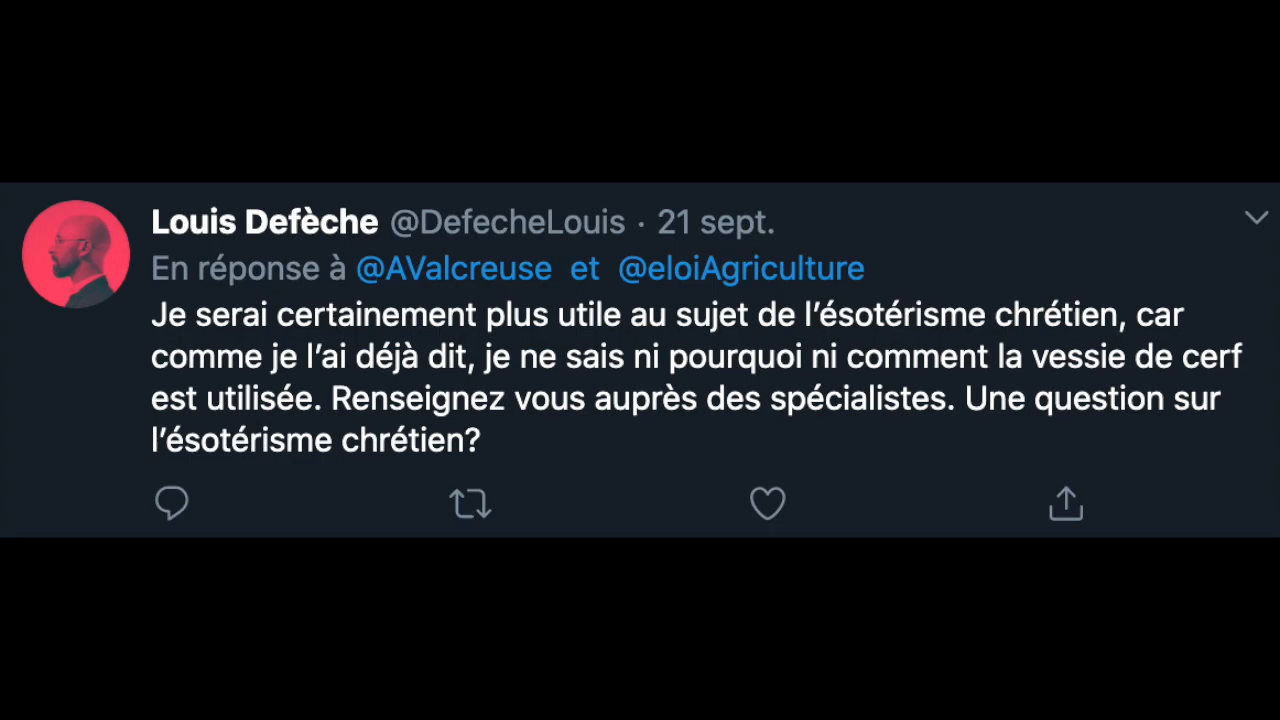 Louis Defèche @DefecheLouis · 21 sept.
En réponse à @AValcreuse et @eloiAgriculture
Je serai certainement plus utile au sujet de l’ésotérisme chrétien, car
comme je l’ai déjà dit, je ne sais ni pourquoi ni comment la vessie de cerf
est utilisée. Renseignez vous auprès des spécialistes. Une question sur
l’ésotérisme chrétien?